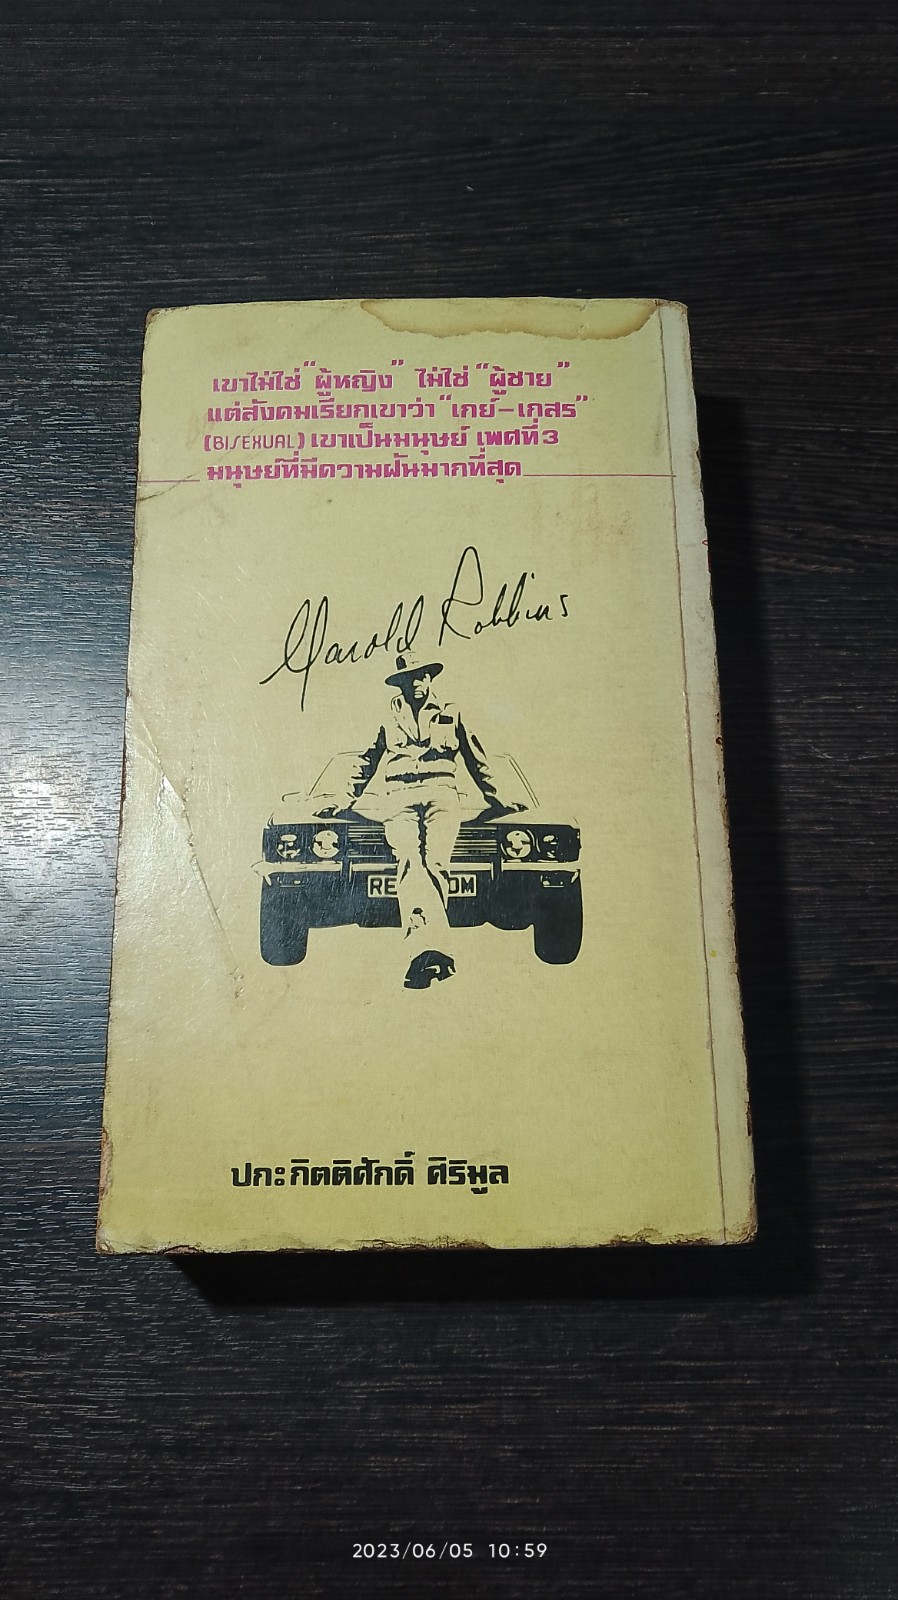 เขาไม่ใช่ "ผู้หญิง" ไม่ใช่ "ผู้ชาย"
แต่สังคมเรียกเขาว่า "เกย์-เกสร"
(BISEXUAL) เขาเป็นมนุษย์ เพศที่3
มนุษย์ที่มีความฝันมากที่สุด
Harold Robbins
RE OM
ปกะกิตติศักดิ์ ศิริมูล
2023/06/05 10:59